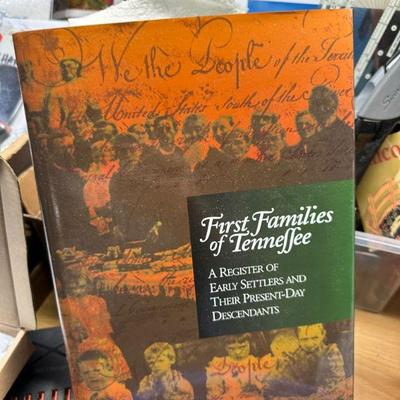 We the People of the
United States South of the River
First Families
of Tenneſsee
A Register of
Early Settlers and
Their Present-Day
Descendants
People